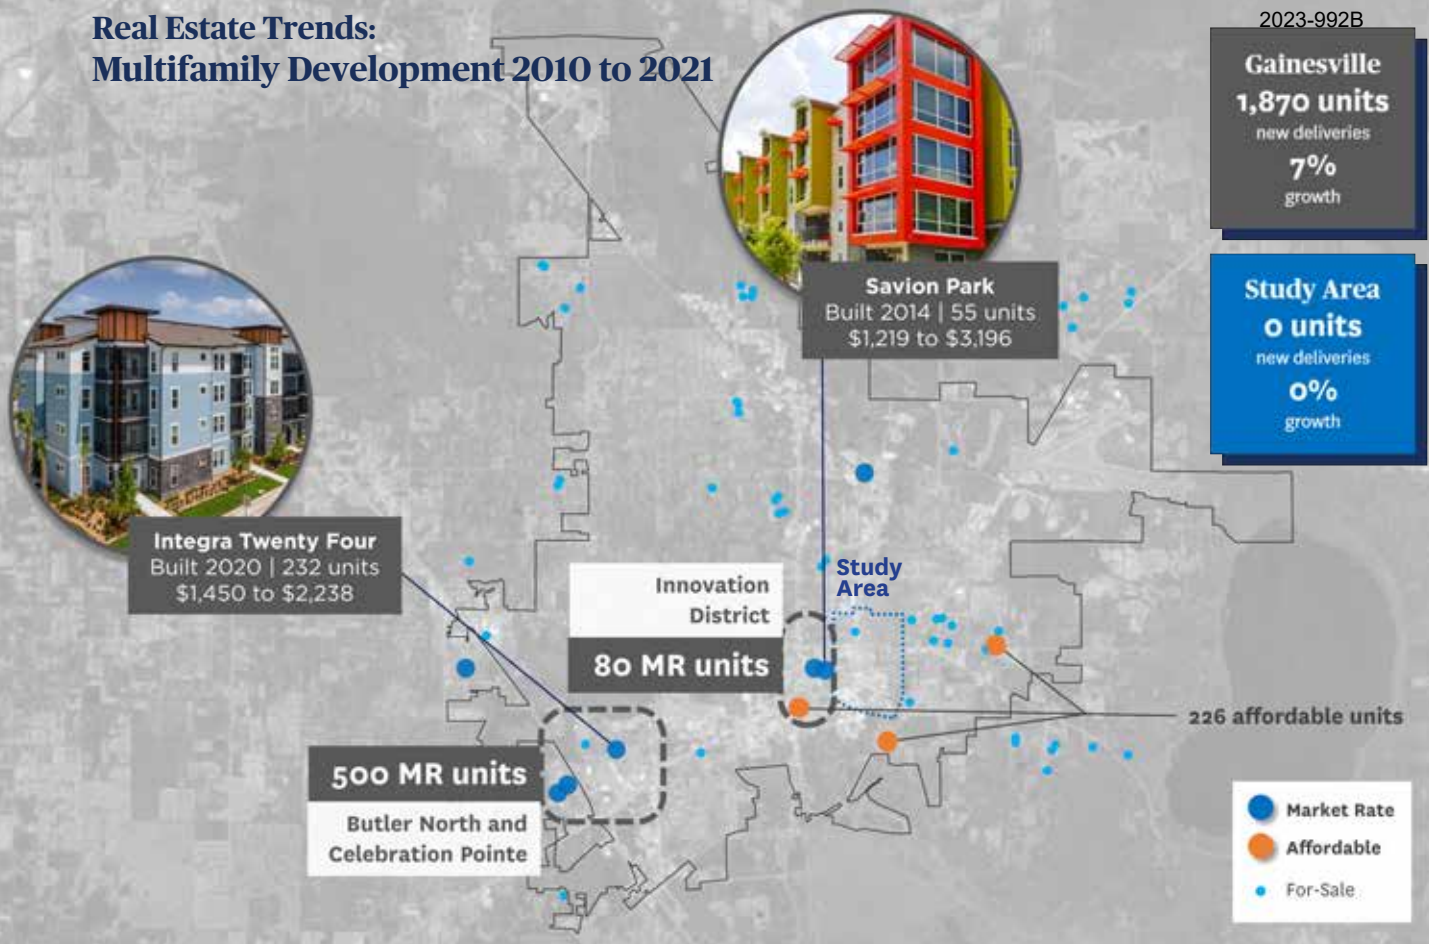 Real Estate Trends:
Multifamily Development 2010 to 2021
2023-992B
Gainesville
1,870 units
new deliveries
7%
growth
Study Area
0 units
new deliveries
0%
growth
Savion Park
Built 2014 | 55 units
$1,219 to $3,196
Integra Twenty Four
Built 2020 | 232 units
$1,450 to $2,238
Innovation
District
80 MR units
Study
Area
226 affordable units
500 MR units
Butler North and
Celebration Pointe
Market Rate
Affordable
For-Sale